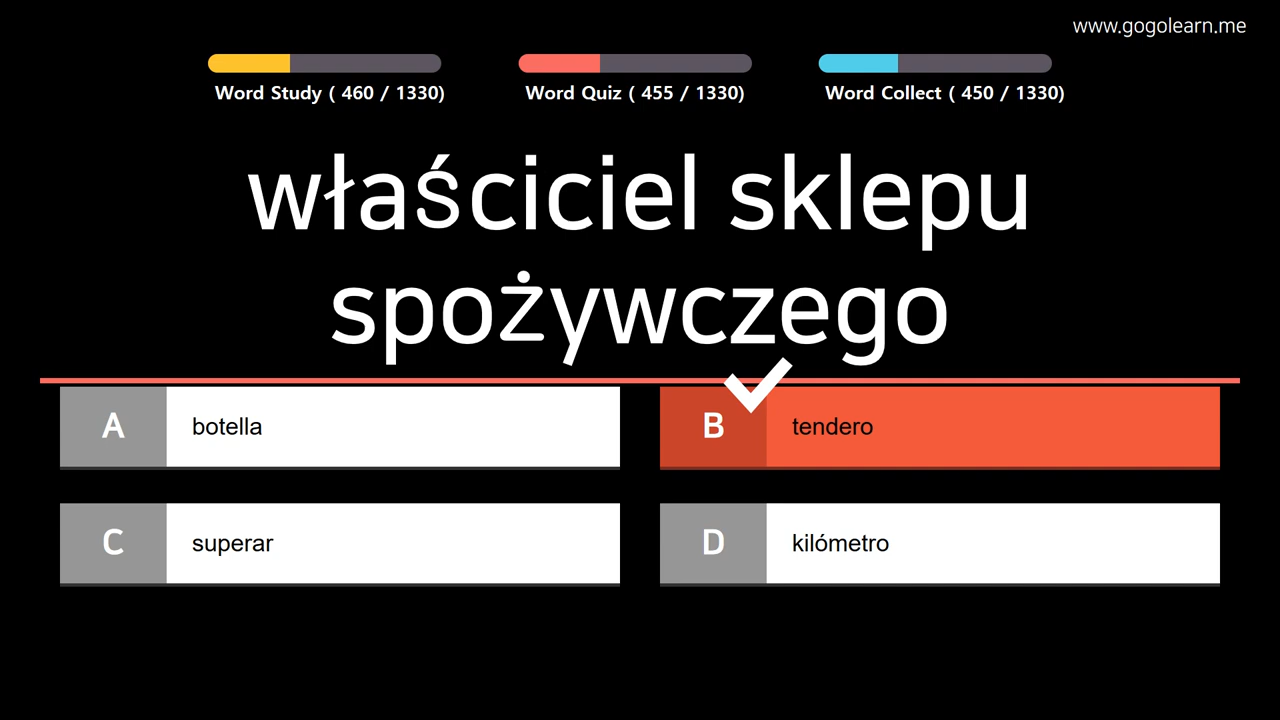 www.gogolearn.me
Word Study ( 460 / 1330)
Word Quiz ( 455 / 1330)
Word Collect ( 450 / 1330)
właściciel sklepu
spożywczego
A botella
B tendero
C superar
D kilómetro